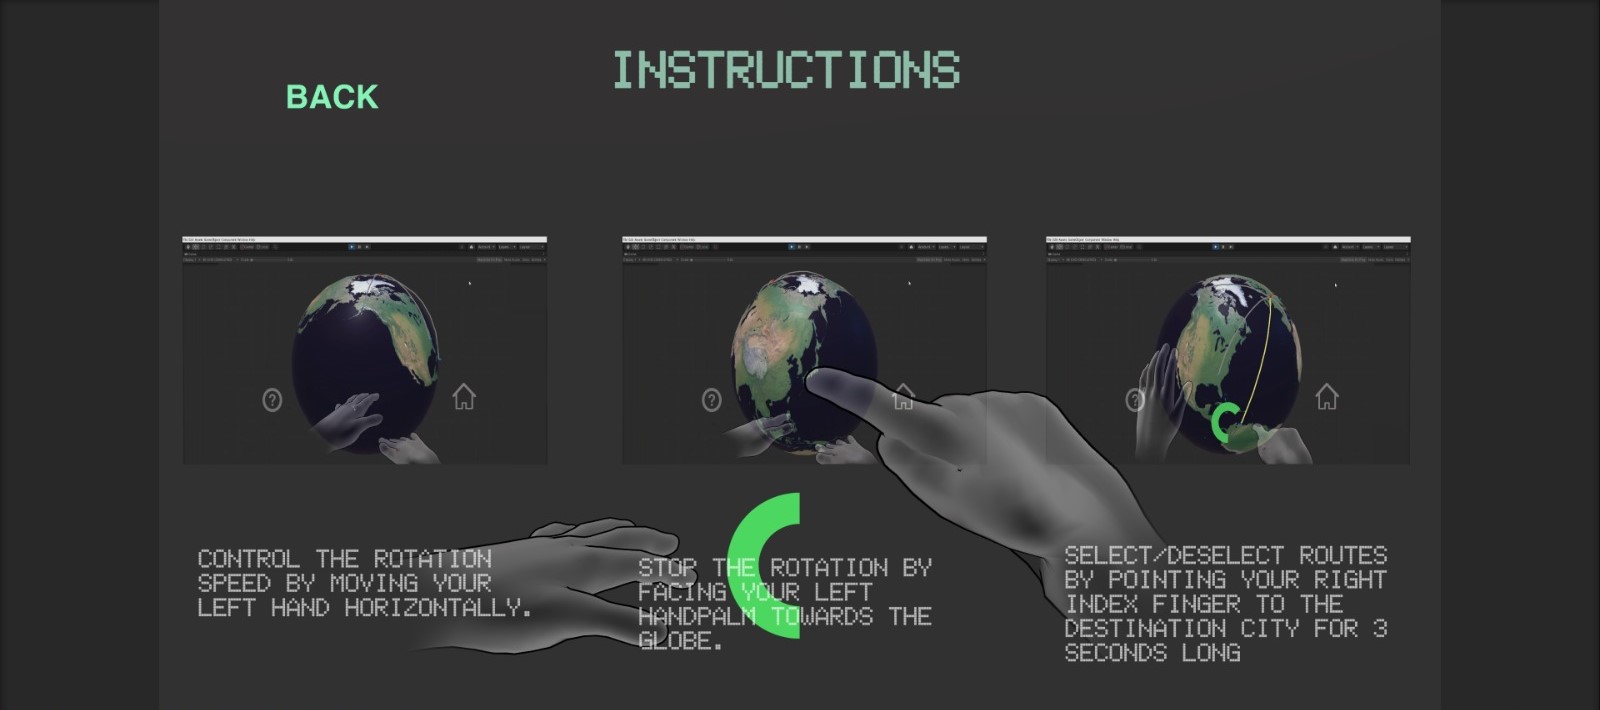 INSTRUCTIONS
BACK
CONTROL THE ROTATION
SPEED BY MOVING YOUR
LEFT HAND HORIZONTALLY.
STOP THE ROTATION BY
FACING YOUR LEFT
HANDPALM TOWARDS THE
GLOBE.
SELECT/DESELECT ROUTES
BY POINTING YOUR RIGHT
INDEX FINGER TO THE
DESTINATION CITY FOR 3
SECONDS LONG